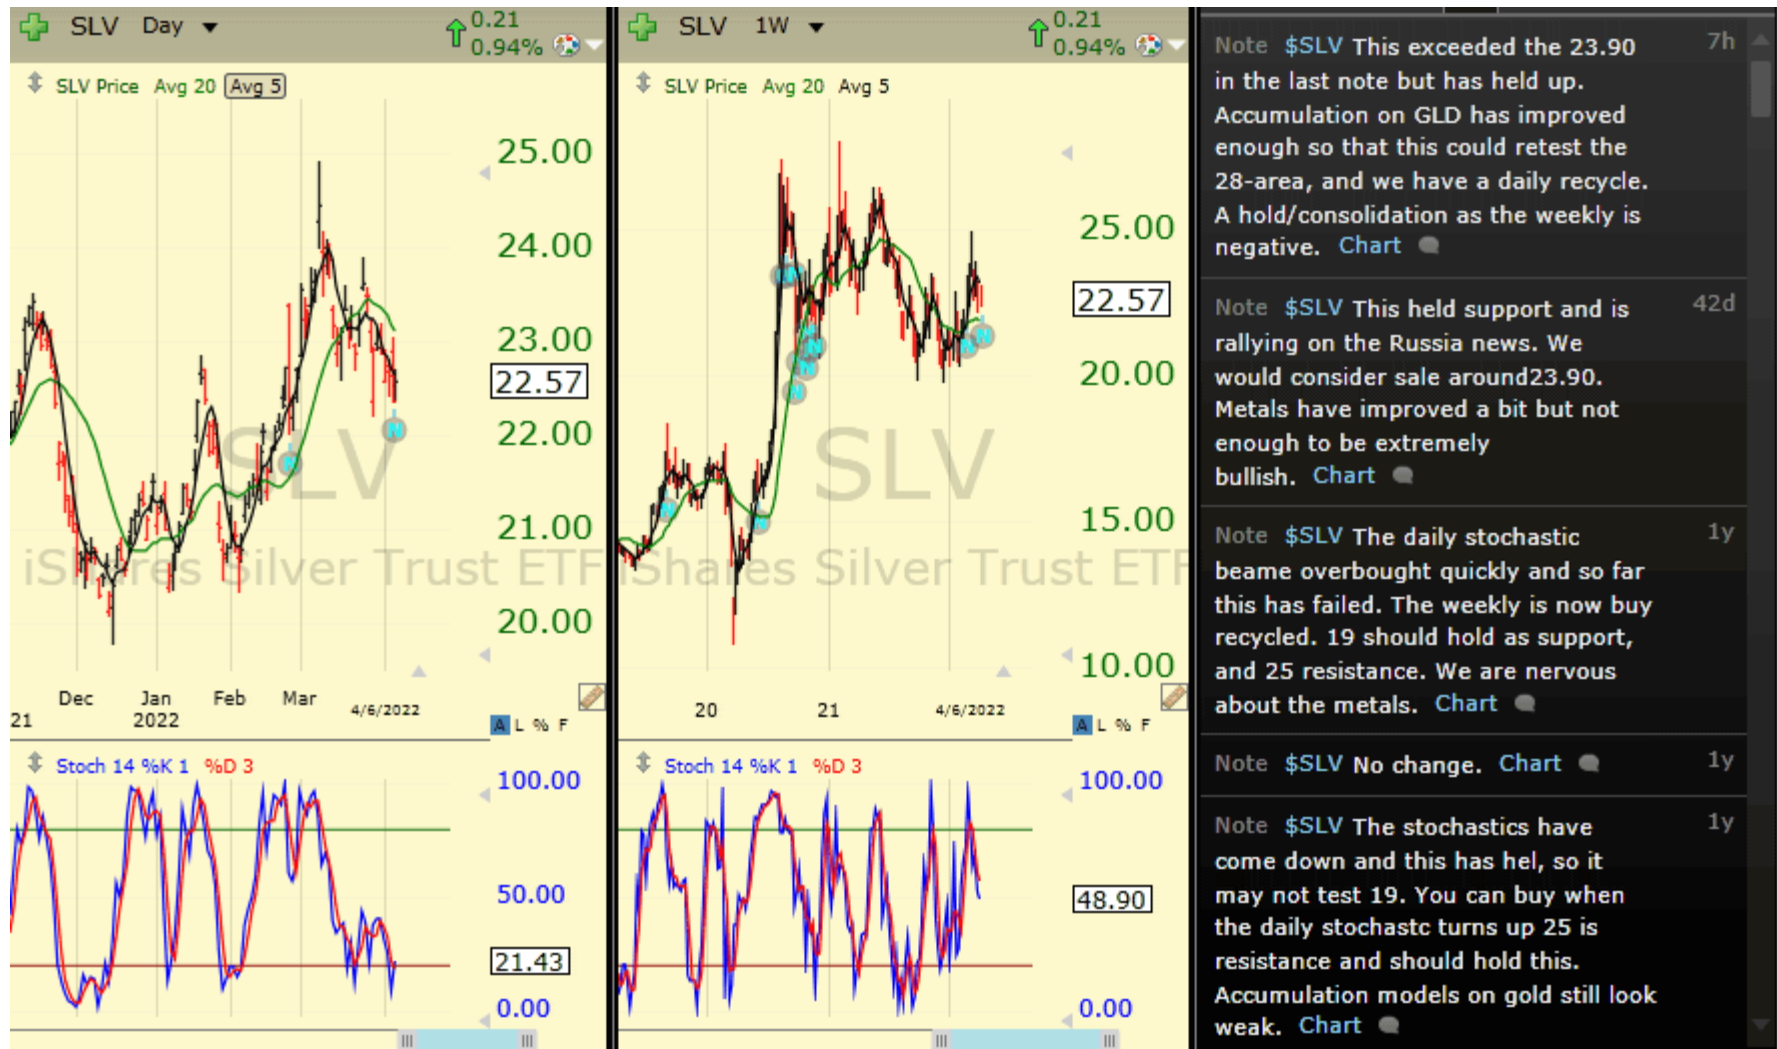 SLV Day
0.21
0.94%
SLV Price Avg 20 Avg 5
25.00
24.00
23.00
22.57
22.00
21.00
20.00
SLV
iShares Silver Trust ETF
Dec Jan Feb Mar 4/6/2022
21 2022
A L % F
Stoch 14 %K 1 %D 3
100.00
50.00
21.43
0.00
SLV 1W
0.21
0.94%
SLV Price Avg 20 Avg 5
25.00
22.57
20.00
15.00
10.00
SLV
iShares Silver Trust ETF
20 21 4/6/2022
A L % F
Stoch 14 %K 1 %D 3
100.00
48.90
0.00
N
N
N
N
N
N
N
N
N
N
N
Note $SLV This exceeded the 23.90 7h
in the last note but has held up.
Accumulation on GLD has improved
enough so that this could retest the
28-area, and we have a daily recycle.
A hold/consolidation as the weekly is
negative. Chart
Note $SLV This held support and is 42d
rallying on the Russia news. We
would consider sale around23.90.
Metals have improved a bit but not
enough to be extremely
bullish. Chart
Note $SLV The daily stochastic 1y
beame overbought quickly and so far
this has failed. The weekly is now buy
recycled. 19 should hold as support,
and 25 resistance. We are nervous
about the metals. Chart
Note $SLV No change. Chart 1y
Note $SLV The stochastics have 1y
come down and this has hel, so it
may not test 19. You can buy when
the daily stochastc turns up 25 is
resistance and should hold this.
Accumulation models on gold still look
weak. Chart